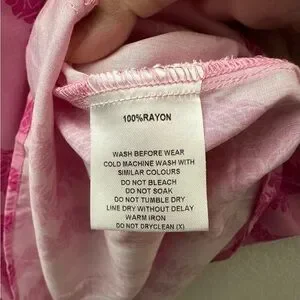 100%RAYON
WASH BEFORE WEAR
COLD MACHINE WASH WITH
SIMILAR COLOURS
DO NOT BLEACH
DO NOT SOAK
DO NOT TUMBLE DRY
LINE DRY WITHOUT DELAY
WARM IRON
DO NOT DRYCLEAN (X)